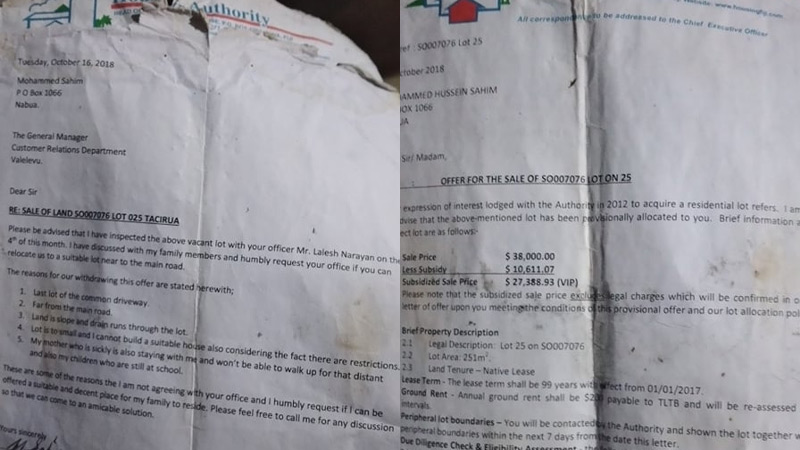 Authority
Tuesday, October 16, 2018
Mohammed Sahim
P O Box 1066
Nabua.
The General Manager
Customer Relations Department
Valelevu.
Dear Sir
RE: SALE OF LAND SO007076 LOT 025 TACIRUA
Please be advised that I have inspected the above vacant lot with your officer Mr. Lalesh Narayan on the
4th of this month. I have discussed with my family members and humbly request your office if you can
relocate us to a suitable lot near to the main road.
The reasons for our withdrawing this offer are stated herewith;
1. Last lot of the common driveway.
2. Far from the main road.
3. Land is slope and drain runs through the lot.
4. Lot is to small and I cannot build a suitable house also considering the fact there are restrictions.
5. My mother who is sickly is also staying with me and won't be able to walk up for that distant
and also my children who are still at school.
These are some of the reasons the I am not agreeing with your office and I humbly request if I can be
offered a suitable and decent place for my family to reside. Please feel free to call me for any discussion
so that we can come to an amicable solution.
Yours sincerely
All correspondence to be addressed to the Chief Executive Officer
ref : SO007076 Lot 25
ctober 2018
AMMED HUSSEIN SAHIM
OX 1066
UA
Sir/ Madam,
OFFER FOR THE SALE OF SO007076 LOT ON 25
expression of interest lodged with the Authority in 2012 to acquire a residential lot refers. I am
dvise that the above-mentioned lot has been provisionally allocated to you. Brief information a
ect lot are as follows:-
Sale Price $ 38,000.00
Less Subsidy $ 10,611.07
Subsidized Sale Price $ 27,388.93 (VIP)
Please note that the subsidized sale price excludes legal charges which will be confirmed in o
letter of offer upon you meeting the conditions of this provisional offer and our lot allocation pol
Brief Property Description
2.1 Legal Description: Lot 25 on SO007076
2.2 Lot Area: 251m².
2.3 Land Tenure – Native Lease
Lease Term - The lease term shall be 99 years with effect from 01/01/2017.
Ground Rent - Annual ground rent shall be payable to TLTB and will be re-assessed
intervals.
Peripheral lot boundaries – You will be contacted by the Authority and shown the lot together w
peripheral boundaries within the next 7 days from the date this letter.
Due Diligence Check & Eligibility Assessment